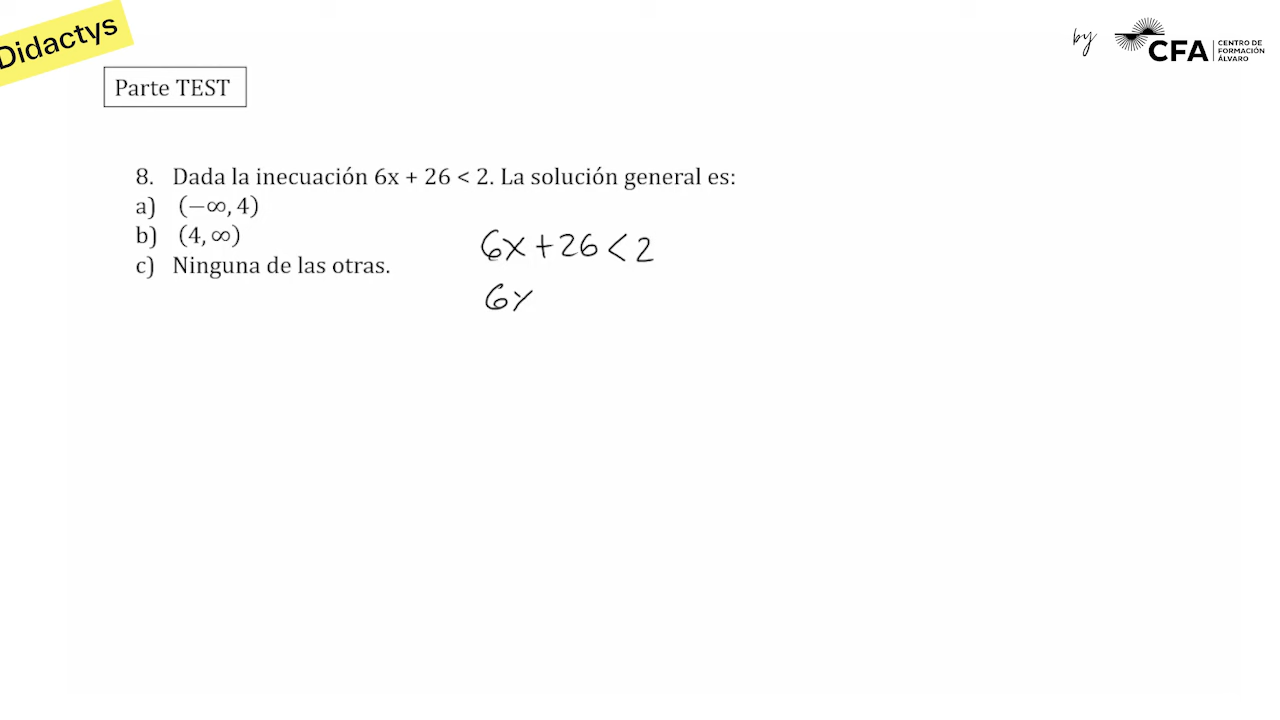 Didactys
by CFA CENTRO DE
FORMACIÓN
ÁLVARO
Parte TEST
8. Dada la inecuación 6x + 26 < 2. La solución general es:
a) (−∞, 4)
b) (4, ∞)
c) Ninguna de las otras.
6x + 26 < 2
6x